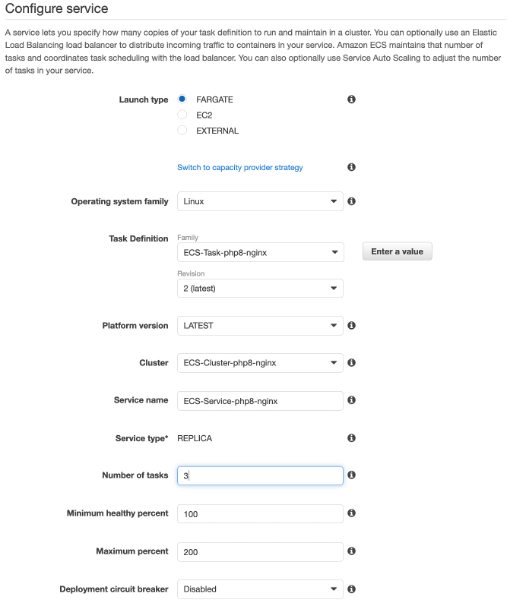 Configure service
A service lets you specify how many copies of your task definition to run and maintain in a cluster. You can optionally use an Elastic
Load Balancing load balancer to distribute incoming traffic to containers in your service. Amazon ECS maintains that number of
tasks and coordinates task scheduling with the load balancer. You can also optionally use Service Auto Scaling to adjust the number
of tasks in your service.
Launch type FARGATE
EC2
EXTERNAL
Switch to capacity provider strategy
Operating system family Linux
Task Definition Family
ECS-Task-php8-nginx Enter a value
Revision
2 (latest)
Platform version LATEST
Cluster ECS-Cluster-php8-nginx
Service name ECS-Service-php8-nginx
Service type* REPLICA
Number of tasks 3
Minimum healthy percent 100
Maximum percent 200
Deployment circuit breaker Disabled